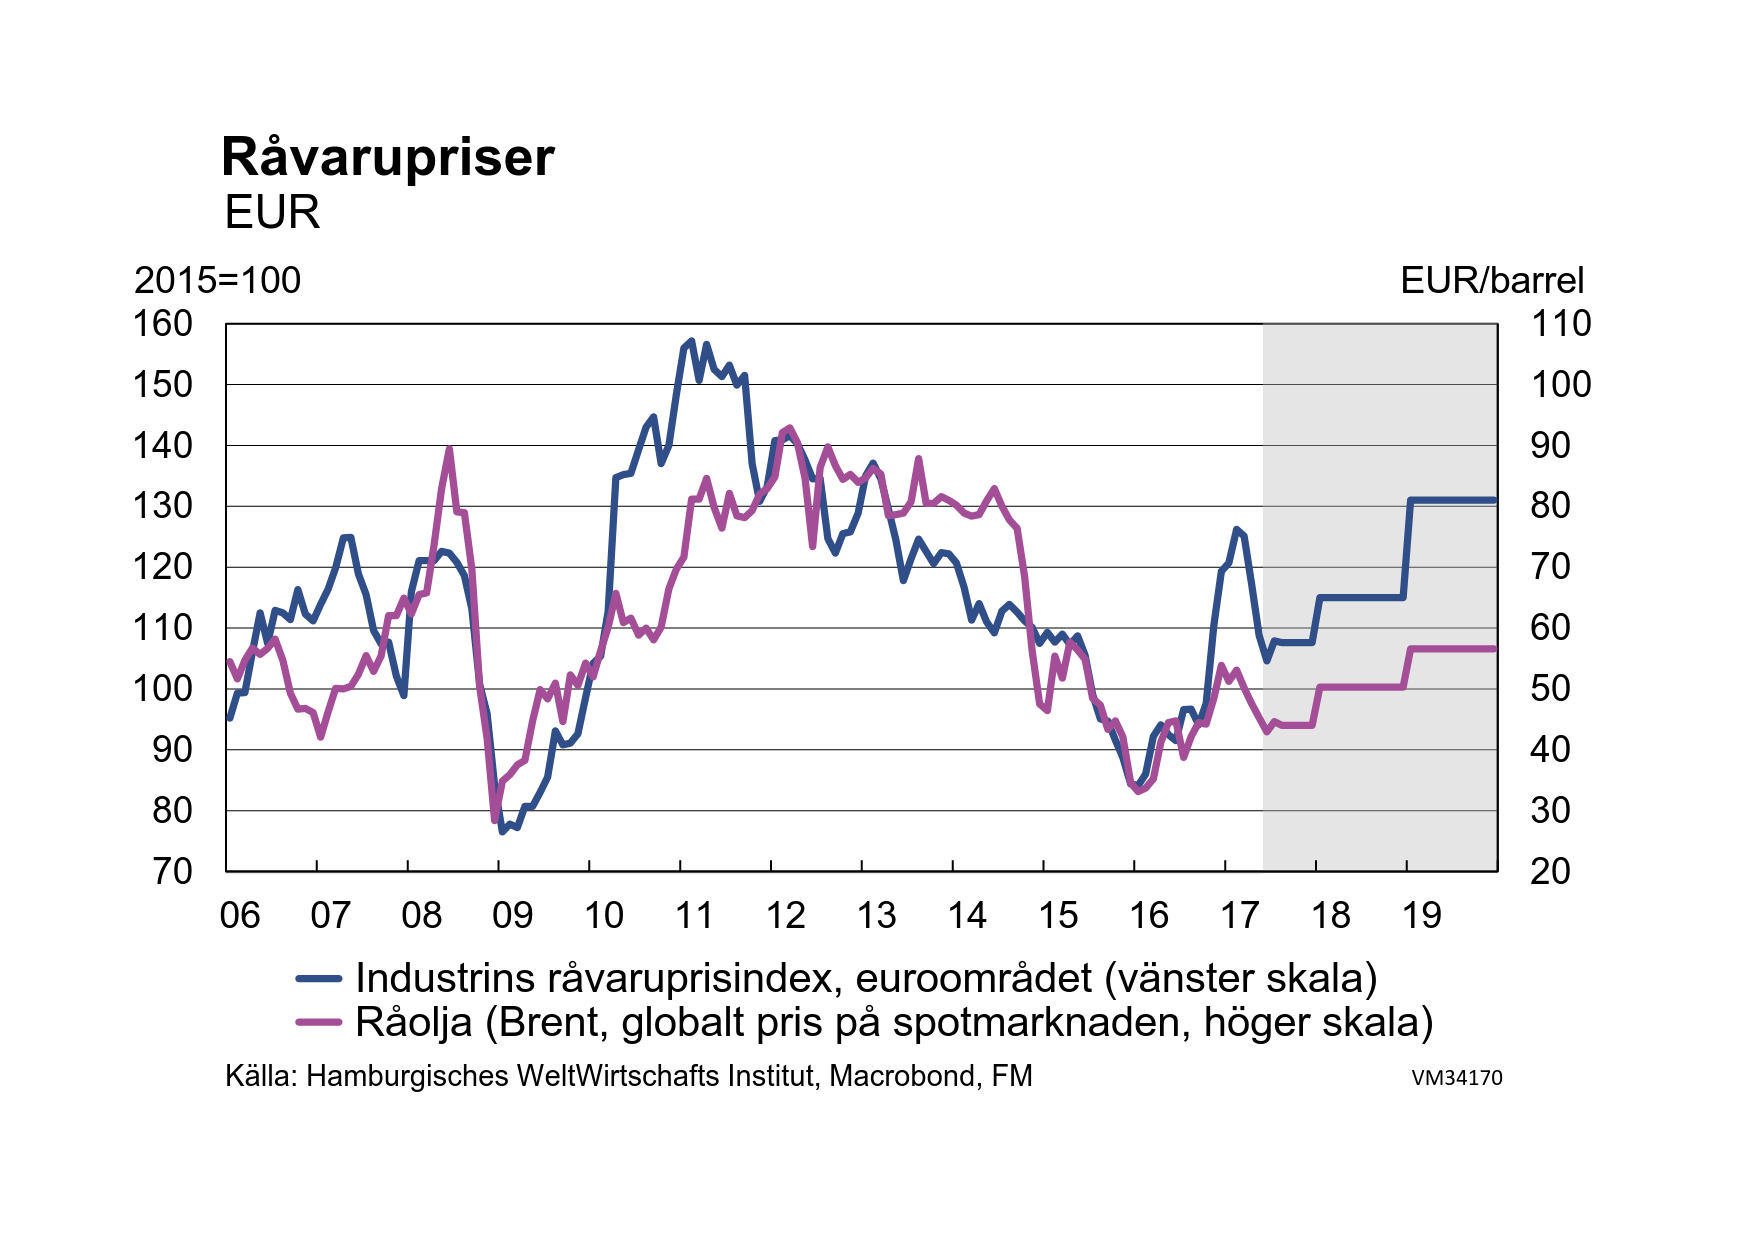 Råvarupriser
EUR
2015=100 EUR/barrel
160 110
150 100
140 90
130 80
120 70
110 60
100 50
90 40
80 30
70 20
06 07 08 09 10 11 12 13 14 15 16 17 18 19
Industrins råvaruprisindex, euroområdet (vänster skala)
Råolja (Brent, globalt pris på spotmarknaden, höger skala)
Källa: Hamburgisches WeltWirtschafts Institut, Macrobond, FM VM34170